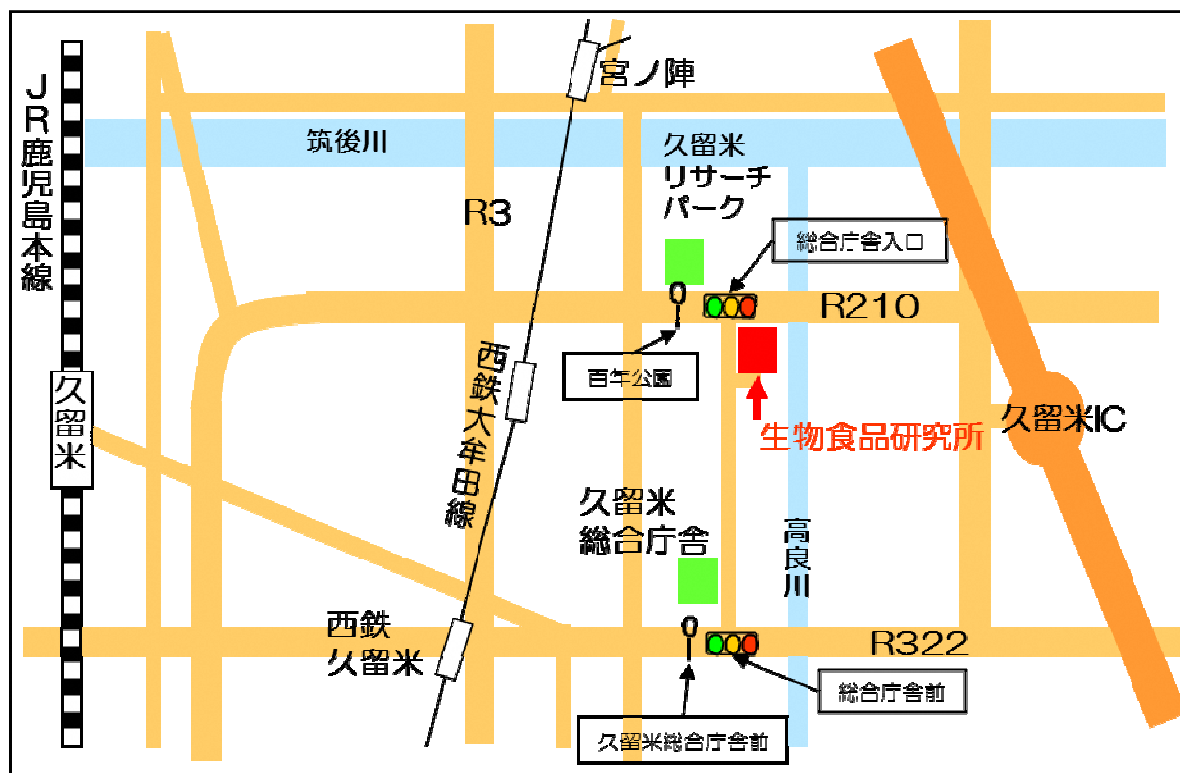 宮ノ陣
JR鹿児島本線
筑後川
久留米
リサーチ
パーク
R3
総合庁舎入口
R210
百年公園
西鉄大牟田線
久留米
久留米IC
生物食品研究所
久留米
総合庁舎
高良川
西鉄
久留米
R322
総合庁舎前
久留米総合庁舎前